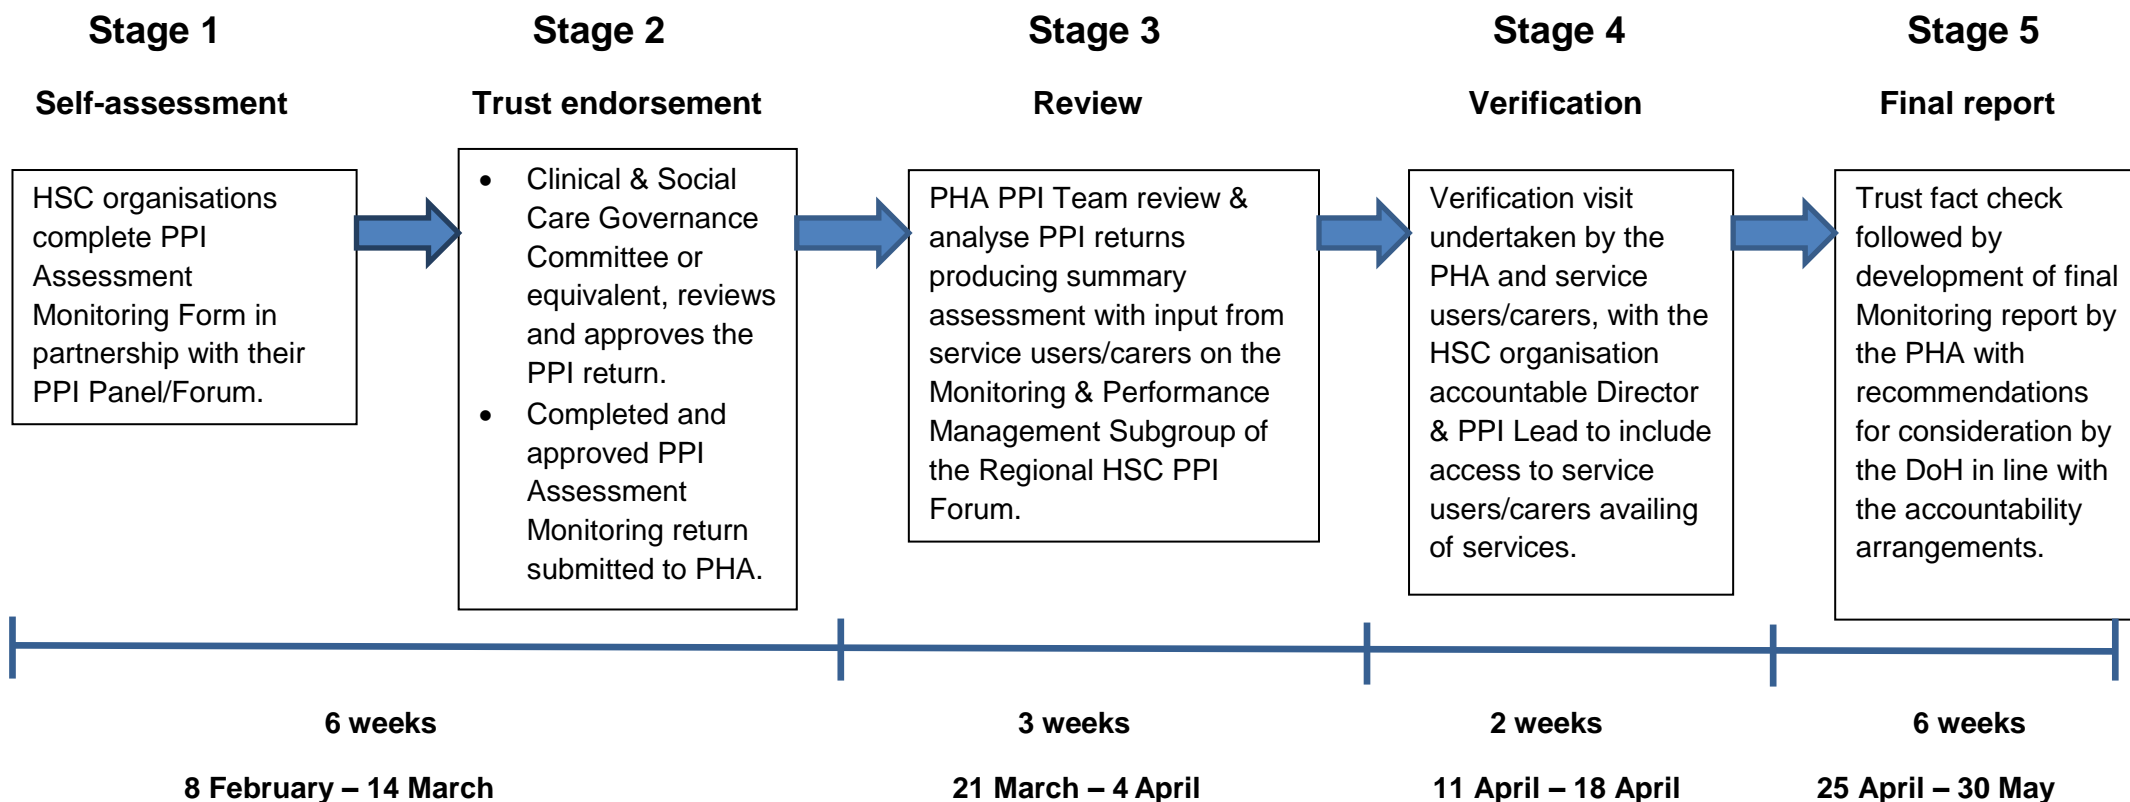 Stage 1
Self-assessment
HSC organisations
complete PPI
Assessment
Monitoring Form in
partnership with their
PPI Panel/Forum.
Stage 2
Trust endorsement
• Clinical & Social
Care Governance
Committee or
equivalent, reviews
and approves the
PPI return.
• Completed and
approved PPI
Assessment
Monitoring return
submitted to PHA.
Stage 3
Review
PHA PPI Team review &
analyse PPI returns
producing summary
assessment with input from
service users/carers on the
Monitoring & Performance
Management Subgroup of
the Regional HSC PPI
Forum.
Stage 4
Verification
Verification visit
undertaken by the
PHA and service
users/carers, with the
HSC organisation
accountable Director
& PPI Lead to include
access to service
users/carers availing
of services.
Stage 5
Final report
Trust fact check
followed by
development of final
Monitoring report by
the PHA with
recommendations
for consideration by
the DoH in line with
the accountability
arrangements.
6 weeks
8 February – 14 March
3 weeks
21 March – 4 April
2 weeks
11 April – 18 April
6 weeks
25 April – 30 May